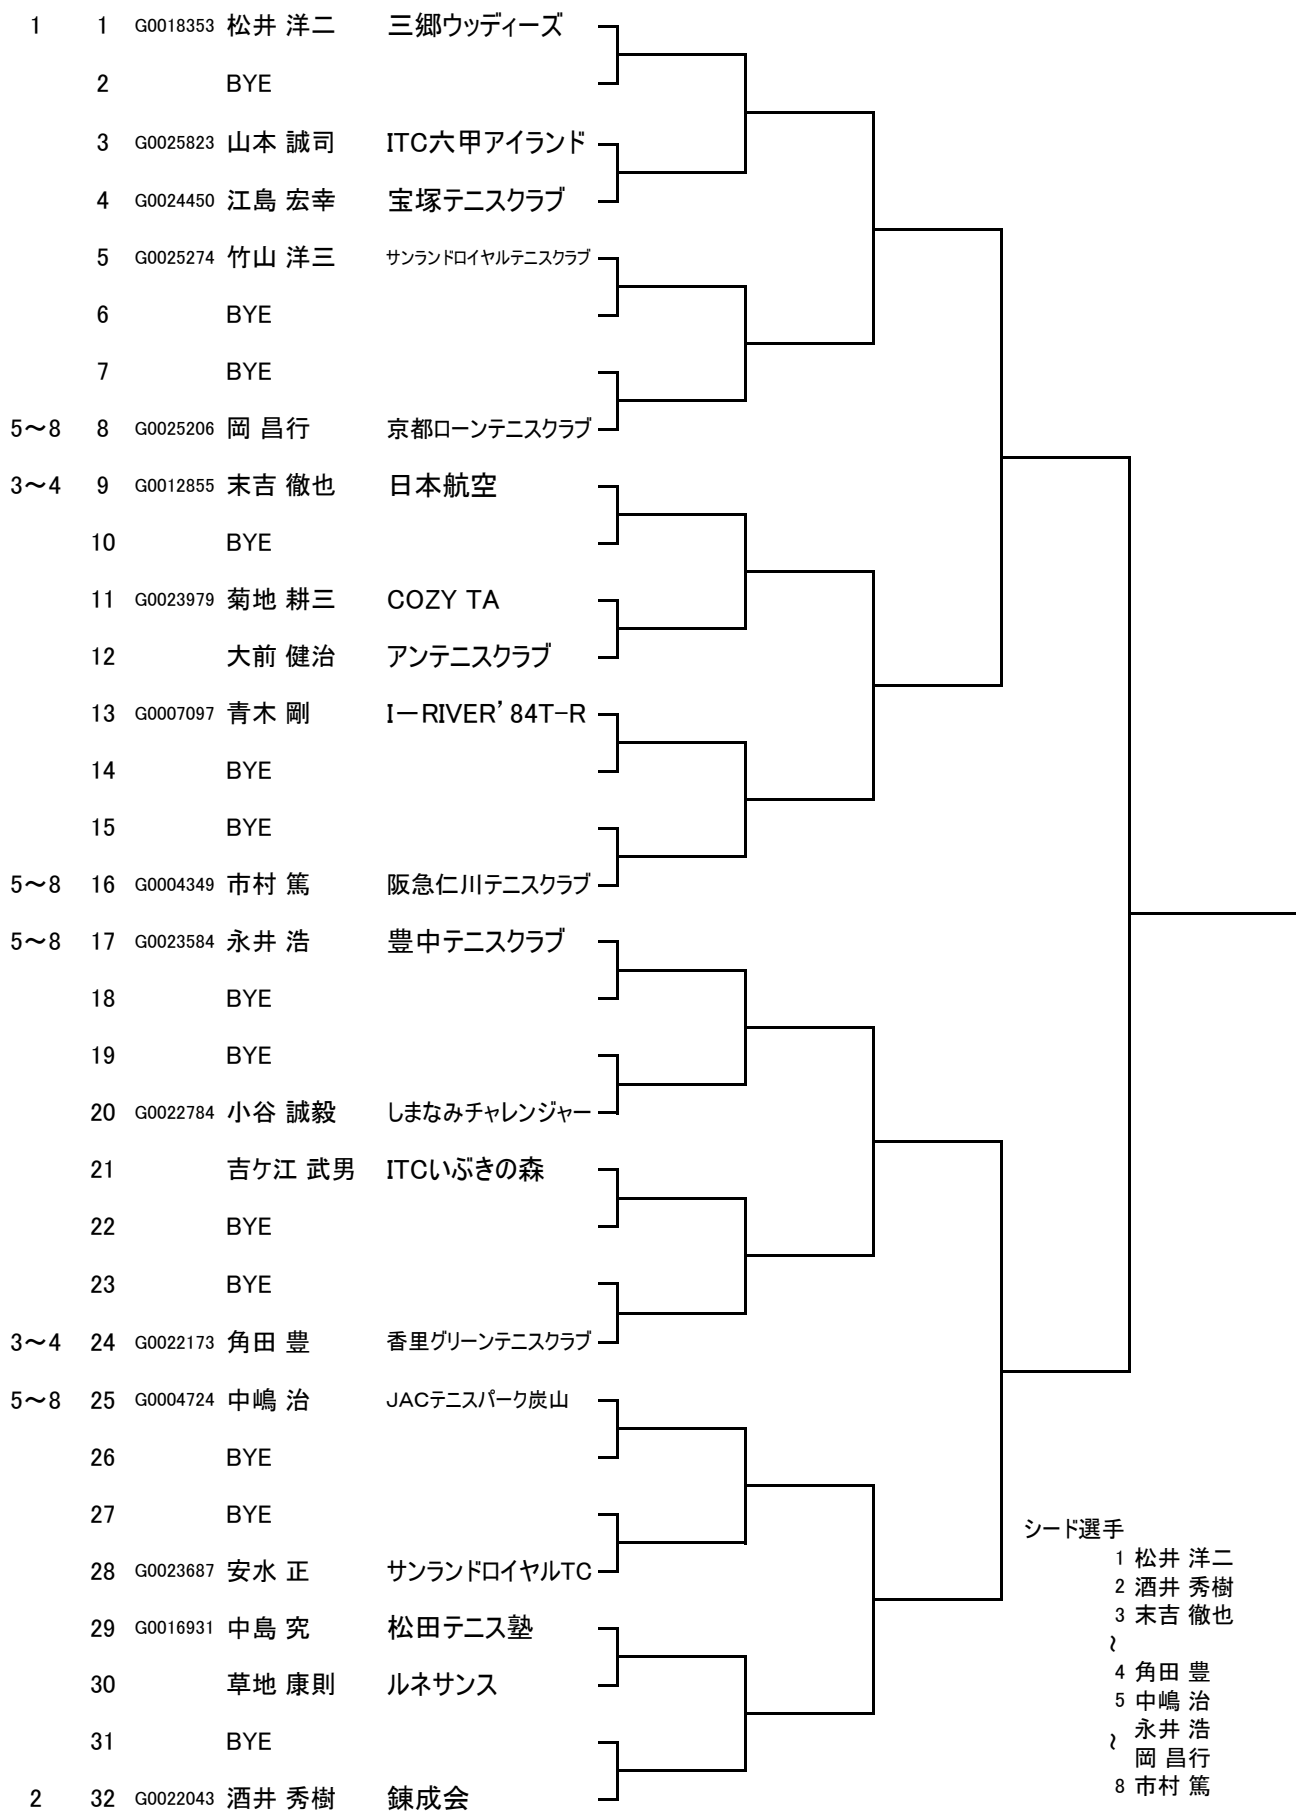 1 1 G0018353 松井 洋二 三郷ウッディーズ
2 BYE
3 G0025823 山本 誠司 ITC六甲アイランド
4 G0024450 江島 宏幸 宝塚テニスクラブ
5 G0025274 竹山 洋三 サンランドロイヤルテニスクラブ
6 BYE
7 BYE
5～8 8 G0025206 岡 昌行 京都ローンテニスクラブ
3～4 9 G0012855 末吉 徹也 日本航空
10 BYE
11 G0023979 菊地 耕三 COZY TA
12 大前 健治 アンテニスクラブ
13 G0007097 青木 剛 I－RIVER’84T-R
14 BYE
15 BYE
5～8 16 G0004349 市村 篤 阪急仁川テニスクラブ
5～8 17 G0023584 永井 浩 豊中テニスクラブ
18 BYE
19 BYE
20 G0022784 小谷 誠毅 しまなみチャレンジャー
21 吉ケ江 武男 ITCいぶきの森
22 BYE
23 BYE
3～4 24 G0022173 角田 豊 香里グリーンテニスクラブ
5～8 25 G0004724 中嶋 治 JACテニスパーク炭山
26 BYE
27 BYE
28 G0023687 安水 正 サンランドロイヤルTC
29 G0016931 中島 究 松田テニス塾
30 草地 康則 ルネサンス
31 BYE
2 32 G0022043 酒井 秀樹 錬成会
シード選手
1 松井 洋二
2 酒井 秀樹
3 末吉 徹也
～
4 角田 豊
5 中嶋 治
永井 浩
～
岡 昌行
8 市村 篤